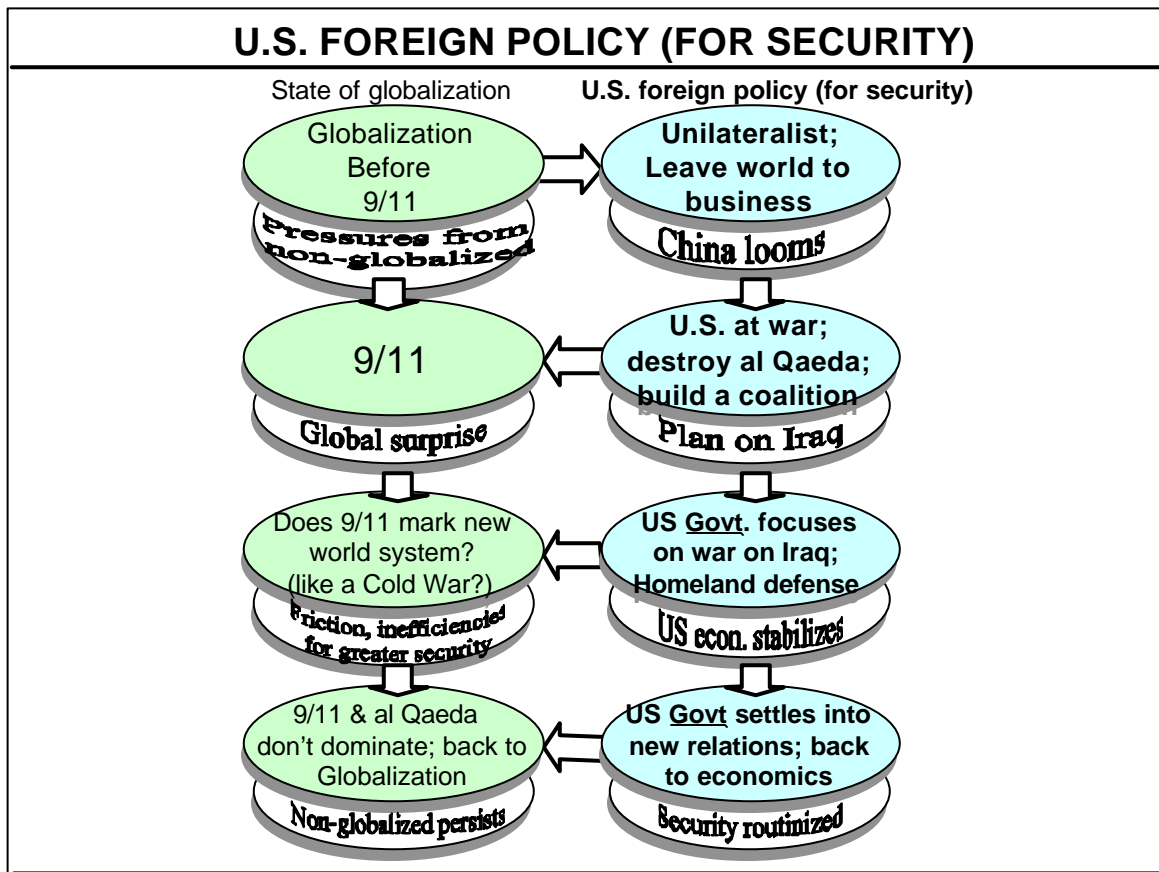 U.S. FOREIGN POLICY (FOR SECURITY)
State of globalization
U.S. foreign policy (for security)
Globalization
Before
9/11
Unilateralist;
Leave world to
business
Pressures from
non-globalized
China looms
9/11
U.S. at war;
destroy al Qaeda;
build a coalition
Global surprise
Plan on Iraq
Does 9/11 mark new
world system?
(like a Cold War?)
US Govt. focuses
on war on Iraq;
Homeland defense
Friction, inefficiencies
for greater security
US econ. stabilizes
9/11 & al Qaeda
don’t dominate; back to
Globalization
US Govt settles into
new relations; back
to economics
Non-globalized persists
Security routinized